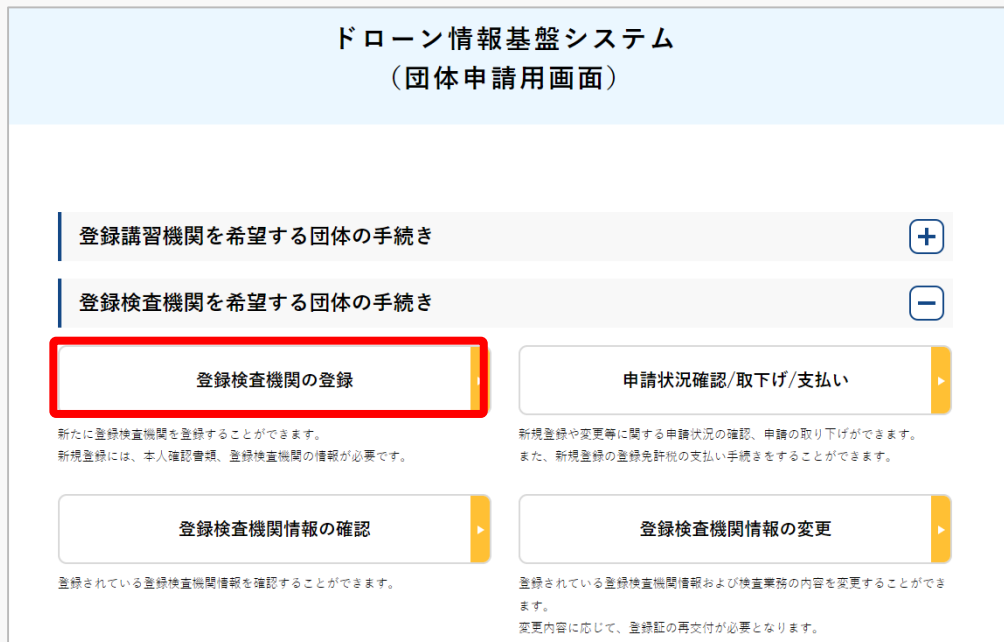 ドローン情報基盤システム
（団体申請用画面）
登録講習機関を希望する団体の手続き
登録検査機関を希望する団体の手続き
登録検査機関の登録
新たに登録検査機関を登録することができます。
新規登録には、本人確認書類、登録検査機関の情報が必要です。
申請状況確認/取下げ/支払い
新規登録や変更等に関する申請状況の確認、申請の取り下げができます。
また、新規登録の登録免許税の支払い手続きをすることができます。
登録検査機関情報の確認
登録されている登録検査機関情報を確認することができます。
登録検査機関情報の変更
登録されている登録検査機関情報および検査業務の内容を変更することができ
ます。
変更内容に応じて、登録証の再交付が必要となります。